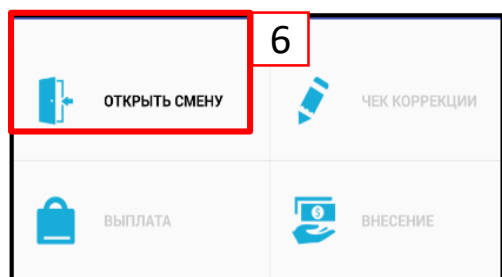 6
ОТКРЫТЬ СМЕНУ
ЧЕК КОРРЕКЦИИ
ВЫПЛАТА
ВНЕСЕНИЕ